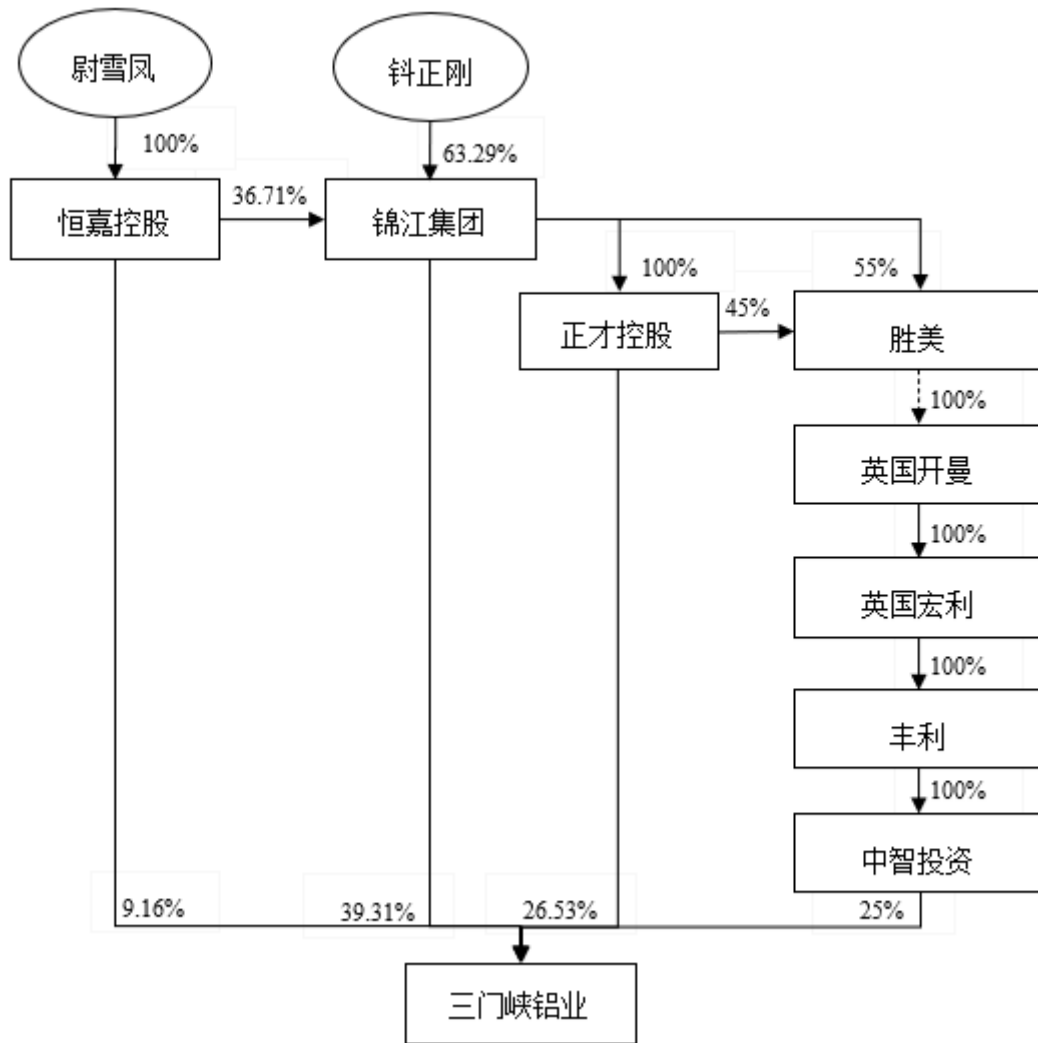 尉雪凤
钭正刚
100%
63.29%
恒嘉控股
36.71%
锦江集团
100%
55%
正才控股
45%
胜美
100%
英国开曼
100%
英国宏利
100%
丰利
100%
中智投资
9.16%
39.31%
26.53%
25%
三门峡铝业